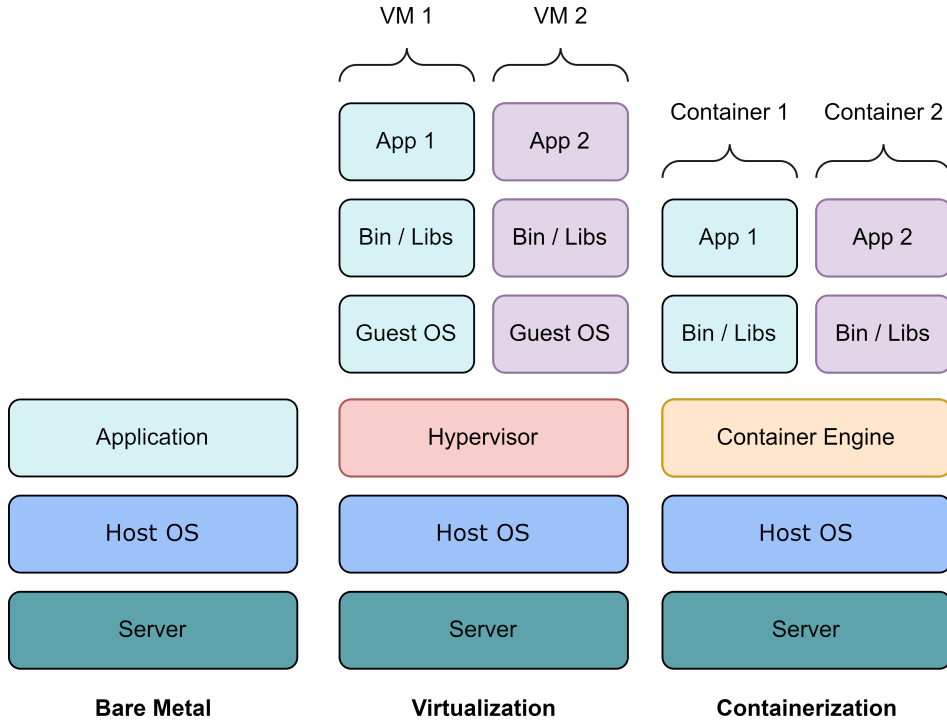 VM 1
VM 2
App 1
App 2
Container 1
Container 2
Bin / Libs
Bin / Libs
App 1
App 2
Guest OS
Guest OS
Bin / Libs
Bin / Libs
Application
Hypervisor
Container Engine
Host OS
Host OS
Host OS
Server
Server
Server
Bare Metal
Virtualization
Containerization